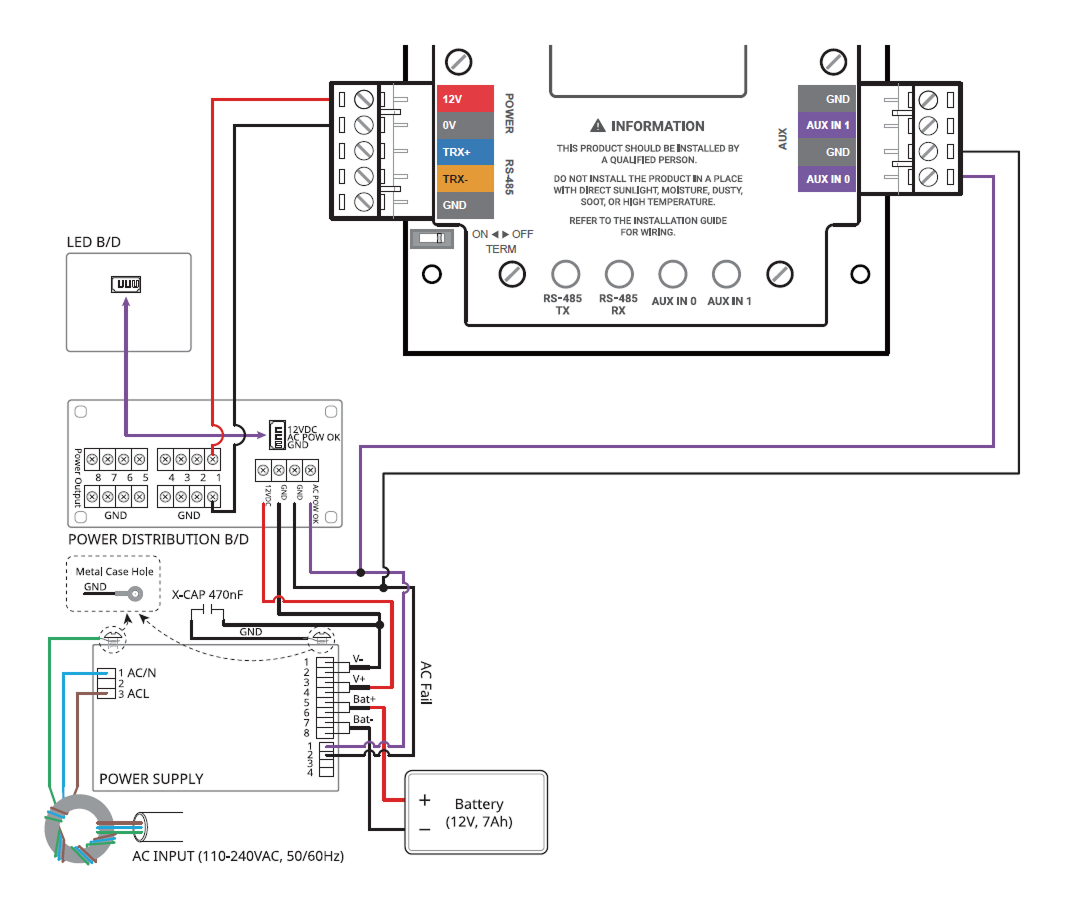 12V
0V
TRX+
TRX-
GND
POWER
RS-485
ON ◄ ► OFF
TERM
INFORMATION
THIS PRODUCT SHOULD BE INSTALLED BY
A QUALIFIED PERSON.
DO NOT INSTALL THE PRODUCT IN A PLACE
WITH DIRECT SUNLIGHT, MOISTURE, DUSTY,
SOOT, OR HIGH TEMPERATURE.
REFER TO THE INSTALLATION GUIDE
FOR WIRING.
AUX
GND
AUX IN 1
GND
AUX IN 0
RS-485
TX
RS-485
RX
AUX IN 0
AUX IN 1
LED B/D
12VDC
AC POW OK
GND
Power Output
8 7 6 5
4 3 2 1
GND
GND
12VDC
GND
GND
AC POW OK
POWER DISTRIBUTION B/D
Metal Case Hole
GND
X-CAP 470nF
GND
1 AC/N
2
3 ACL
1
2
3
4
5
6
7
8
V-
V+
Bat+
Bat-
1
2
3
4
AC Fail
POWER SUPPLY
+
−
Battery
(12V, 7Ah)
AC INPUT (110-240VAC, 50/60Hz)